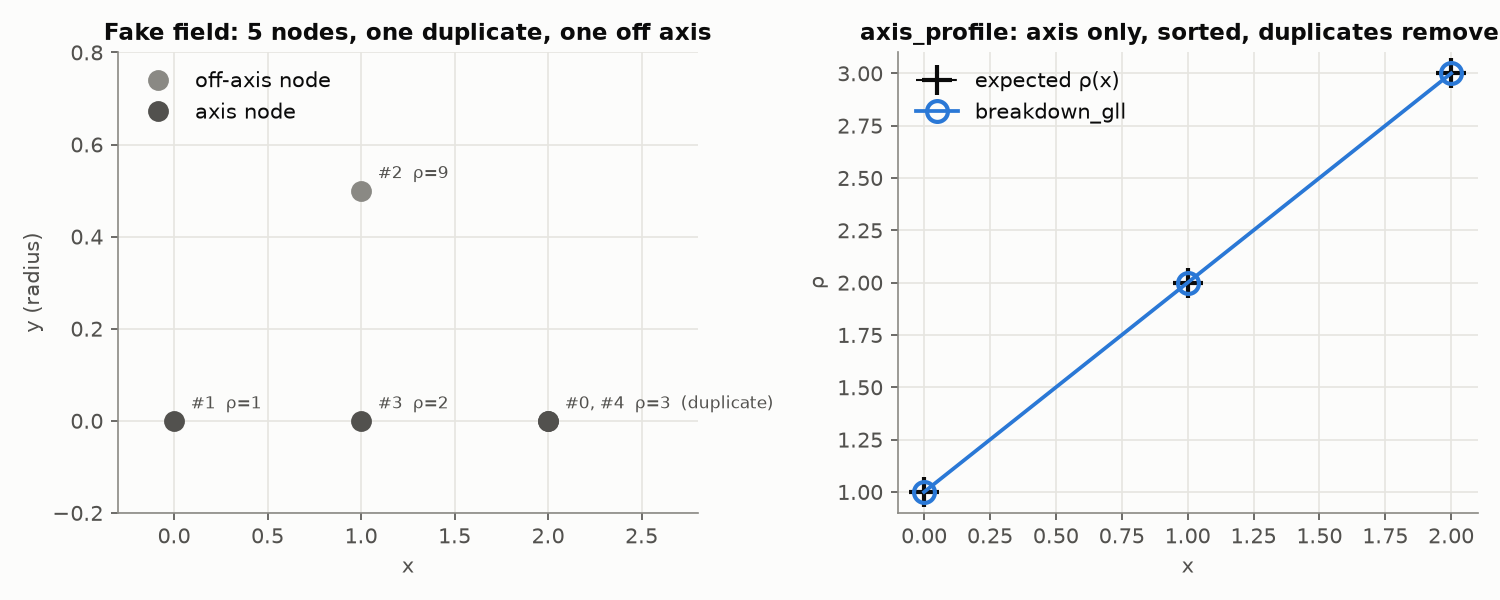 Fake field: 5 nodes, one duplicate, one off axis
off-axis node
axis node
y (radius)
0.8
0.6
0.4
0.2
0.0
−0.2
#2 ρ=9
#1 ρ=1
#3 ρ=2
#0, #4 ρ=3 (duplicate)
0.0 0.5 1.0 1.5 2.0 2.5
x
axis_profile: axis only, sorted, duplicates remove
expected ρ(x)
breakdown_gll
ρ
3.00
2.75
2.50
2.25
2.00
1.75
1.50
1.25
1.00
0.00 0.25 0.50 0.75 1.00 1.25 1.50 1.75 2.00
x